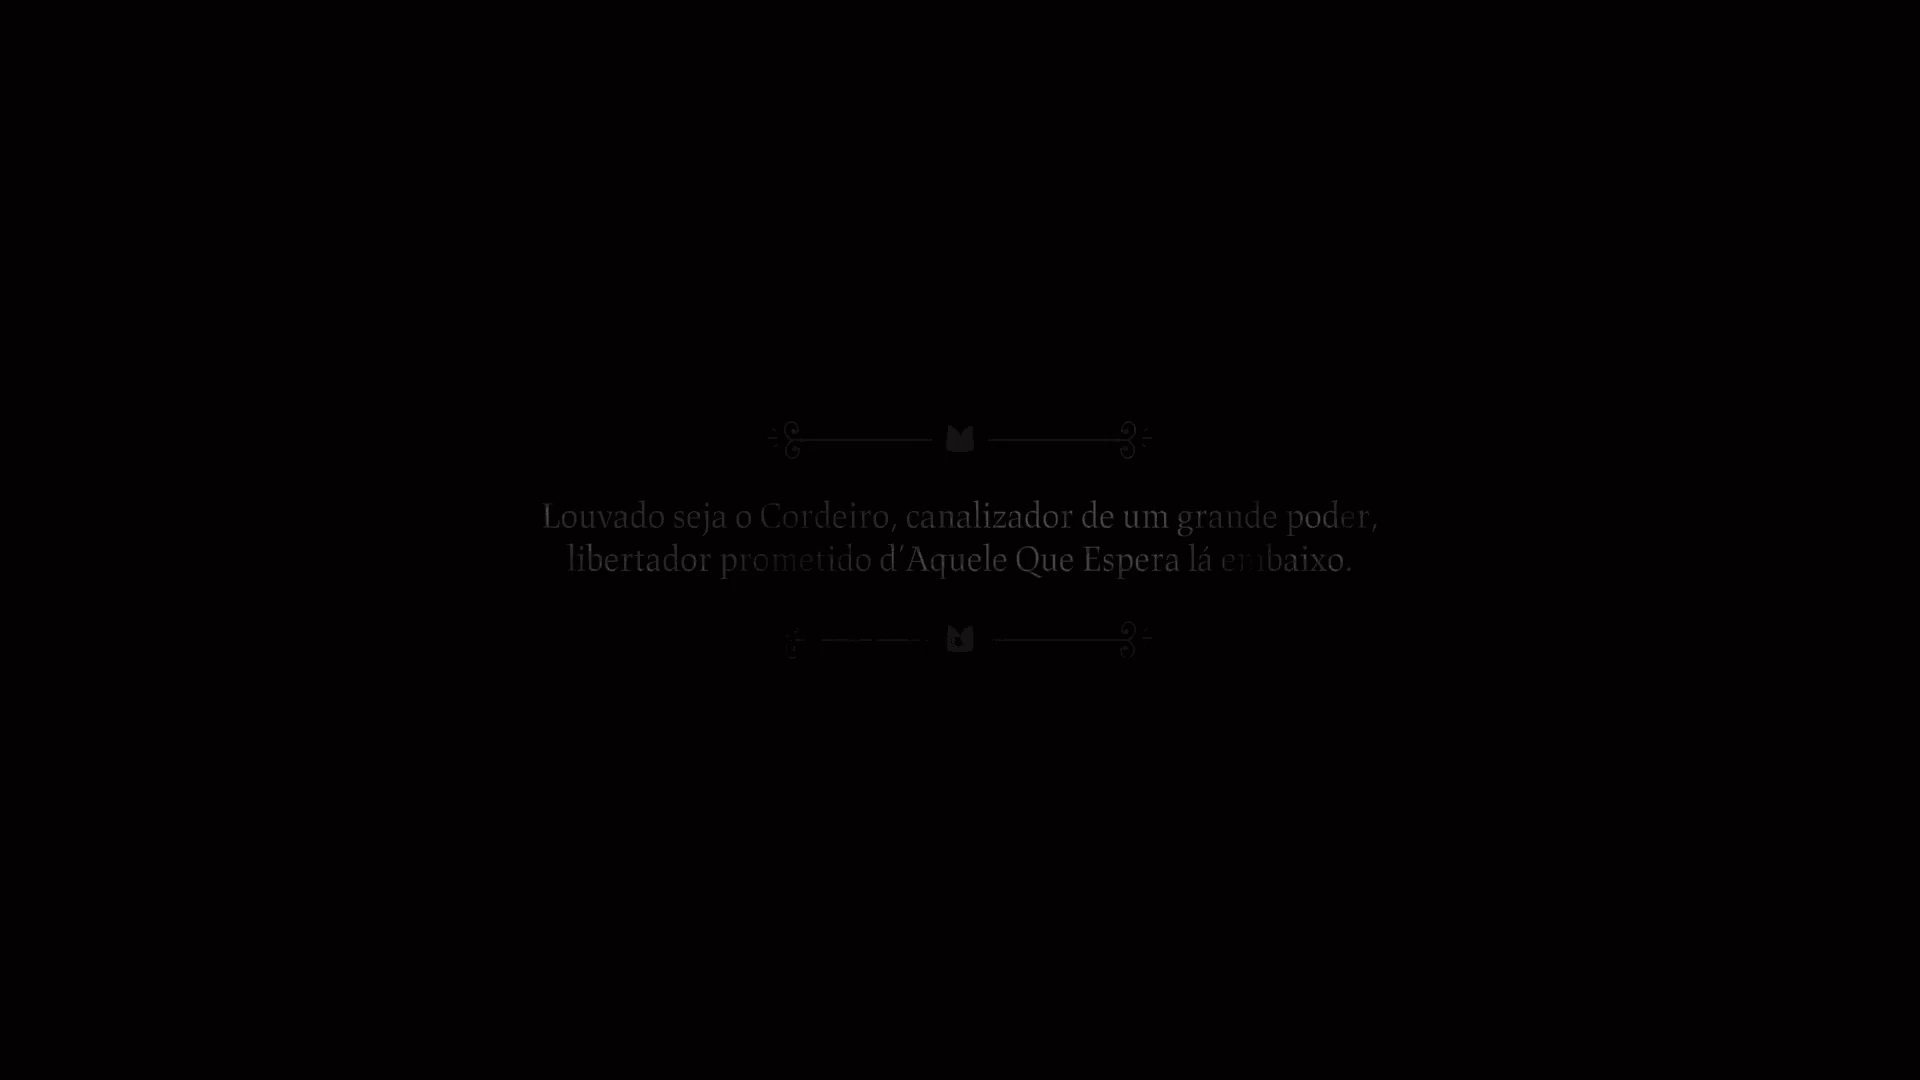 Louvado seja o Cordeiro, canalizador de um grande poder,
libertador prometido d'Aquele Que Espera lá embaixo.